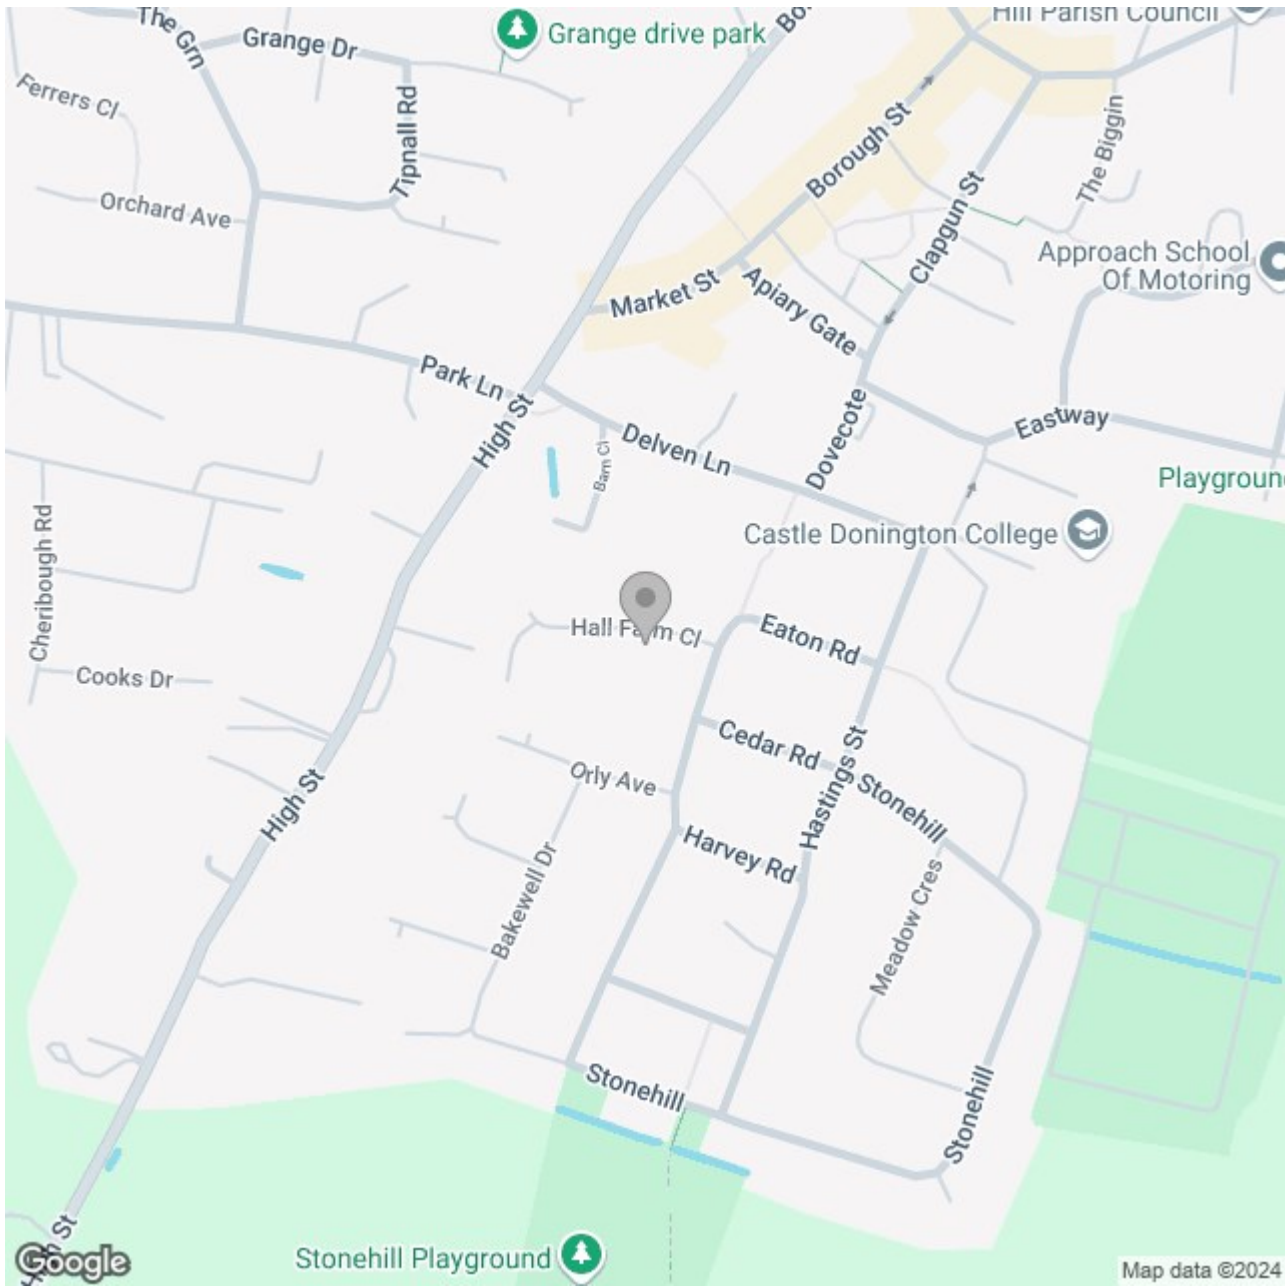 The Grn
Grange Dr
Grange drive park
Hill Parish Council
Ferrers Cl
Tipnall Rd
Borough St
The Biggin
Orchard Ave
Clapgun St
Approach School
Of Motoring
Market St
Apiary Gate
Park Ln
High St
Delven Ln
Dovecote
Eastway
Barn Cl
Playground
Castle Donington College
Cheribough Rd
Hall Farm Cl
Eaton Rd
Cooks Dr
Cedar Rd
Hastings St
Stonehill
Orly Ave
High St
Harvey Rd
Bakewell Dr
Meadow Cres
Stonehill
Stonehill
High St
Stonehill Playground
Google
Map data ©2024